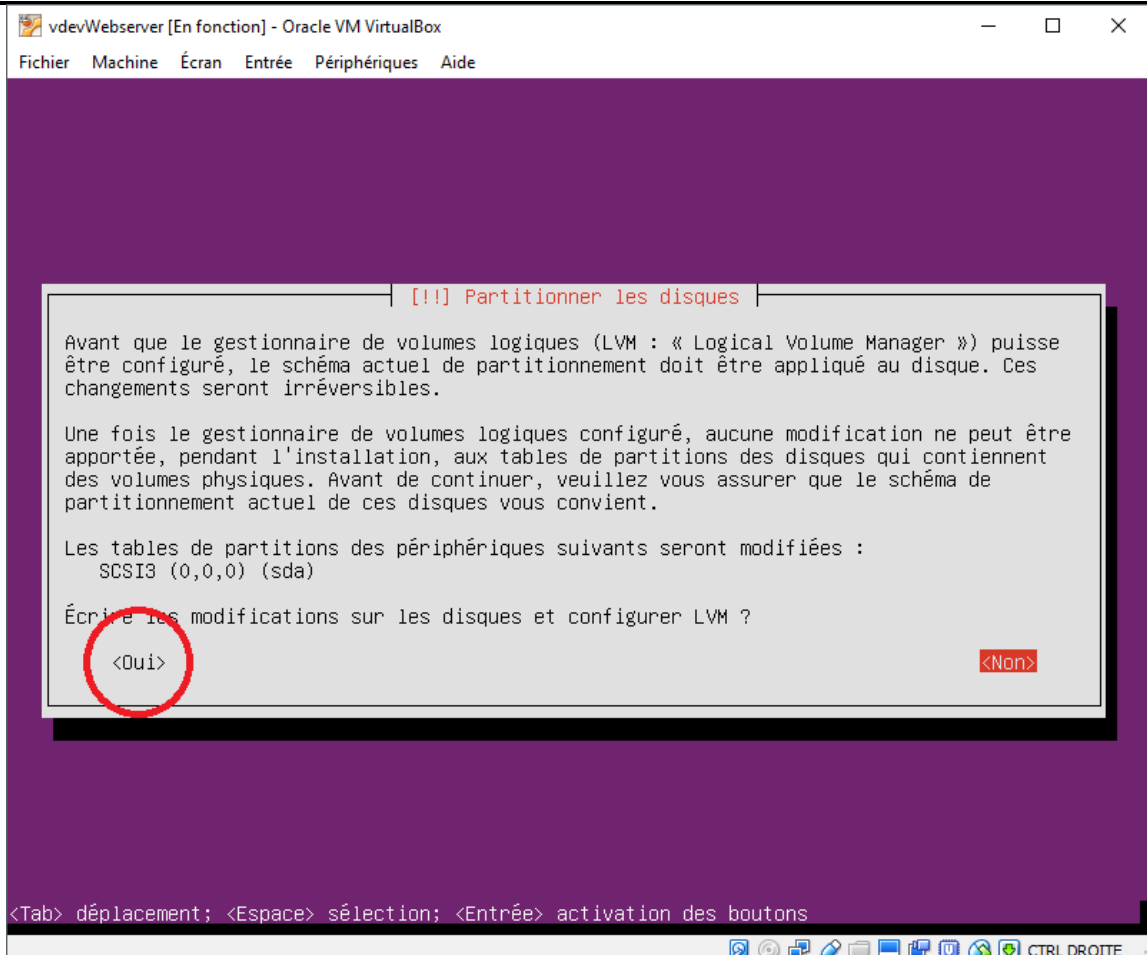 vdevWebserver [En fonction] - Oracle VM VirtualBox
Fichier Machine Écran Entrée Périphériques Aide
[!!] Partitionner les disques
Avant que le gestionnaire de volumes logiques (LVM : « Logical Volume Manager ») puisse
être configuré, le schéma actuel de partitionnement doit être appliqué au disque. Ces
changements seront irréversibles.
Une fois le gestionnaire de volumes logiques configuré, aucune modification ne peut être
apportée, pendant l'installation, aux tables de partitions des disques qui contiennent
des volumes physiques. Avant de continuer, veuillez vous assurer que le schéma de
partitionnement actuel de ces disques vous convient.
Les tables de partitions des périphériques suivants seront modifiées :
SCSI3 (0,0,0) (sda)
Écrire les modifications sur les disques et configurer LVM ?
<Oui> <Non>
<Tab> déplacement; <Espace> sélection; <Entrée> activation des boutons
CTRL DROITE